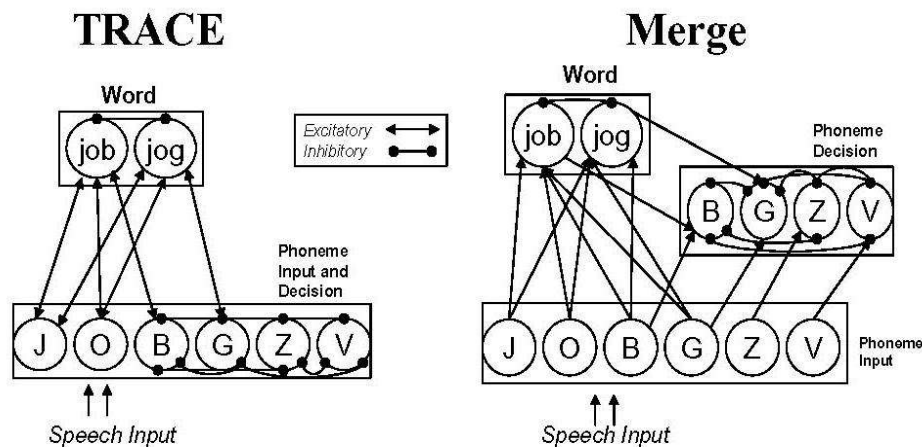 TRACE
Word
job jog
Phoneme
Input and
Decision
J O B G Z V
Speech Input
Excitatory
Inhibitory
Merge
Word
job jog
Phoneme
Decision
B G Z V
J O B G Z V
Phoneme
Input
Speech Input